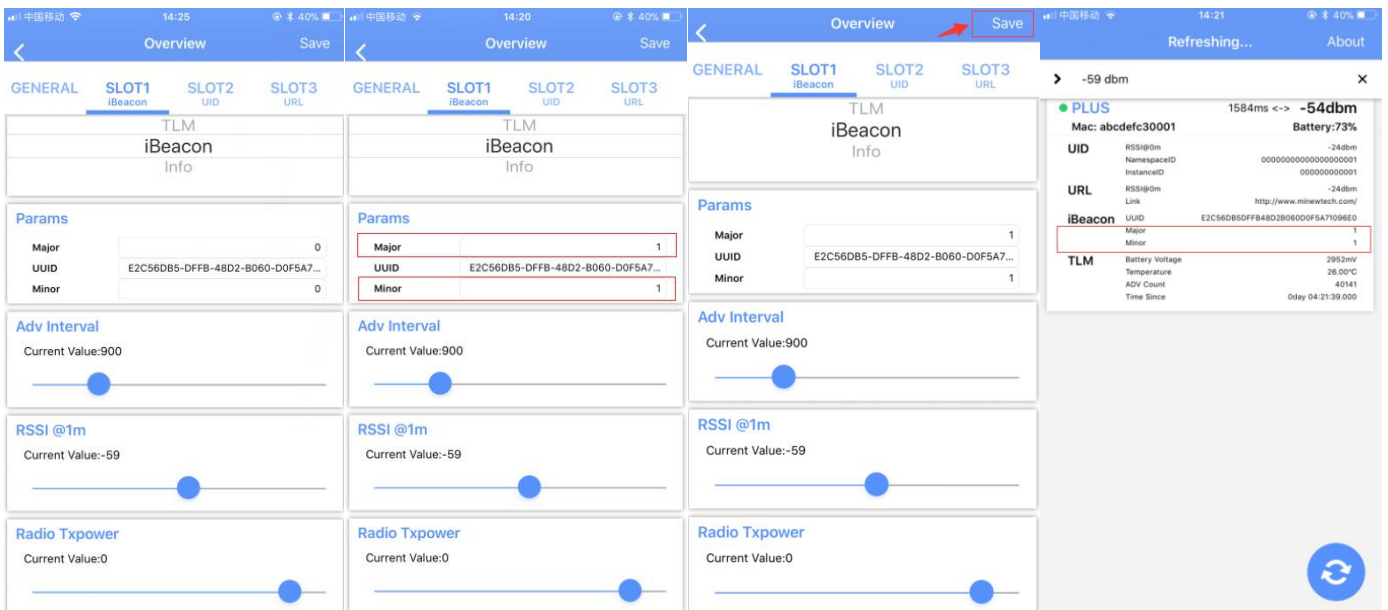 中国移动 14:25 40%
Overview Save
GENERAL SLOT1 SLOT2 SLOT3
iBeacon UID URL
TLM
iBeacon
Info
Params
Major 0
UUID E2C56DB5-DFFB-48D2-B060-D0F5A7...
Minor 0
Adv Interval
Current Value:900
RSSI @1m
Current Value:-59
Radio Txpower
Current Value:0
中国移动 14:20 40%
Overview Save
GENERAL SLOT1 SLOT2 SLOT3
iBeacon UID URL
TLM
iBeacon
Info
Params
Major 1
UUID E2C56DB5-DFFB-48D2-B060-D0F5A7...
Minor 1
Adv Interval
Current Value:900
RSSI @1m
Current Value:-59
Radio Txpower
Current Value:0
Overview Save
GENERAL SLOT1 SLOT2 SLOT3
iBeacon UID URL
TLM
iBeacon
Info
Params
Major 1
UUID E2C56DB5-DFFB-48D2-B060-D0F5A7...
Minor 1
Adv Interval
Current Value:900
RSSI @1m
Current Value:-59
Radio Txpower
Current Value:0
中国移动 14:21 40%
Refreshing... About
-59 dbm
PLUS 1584ms <-> -54dbm
Mac: abcdefc30001 Battery:73%
UID RSSI@0m -24dbm
NamespaceID 00000000000000000001
InstanceID 000000000001
URL RSSI@0m -24dbm
Link http://www.minewtech.com/
iBeacon UUID E2C56DB5DFFB48D2B060D0F5A71096E0
Major 1
Minor 1
TLM Battery Voltage 2952mV
Temperature 26.00°C
ADV Count 40141
Time Since 0day 04:21:39.000